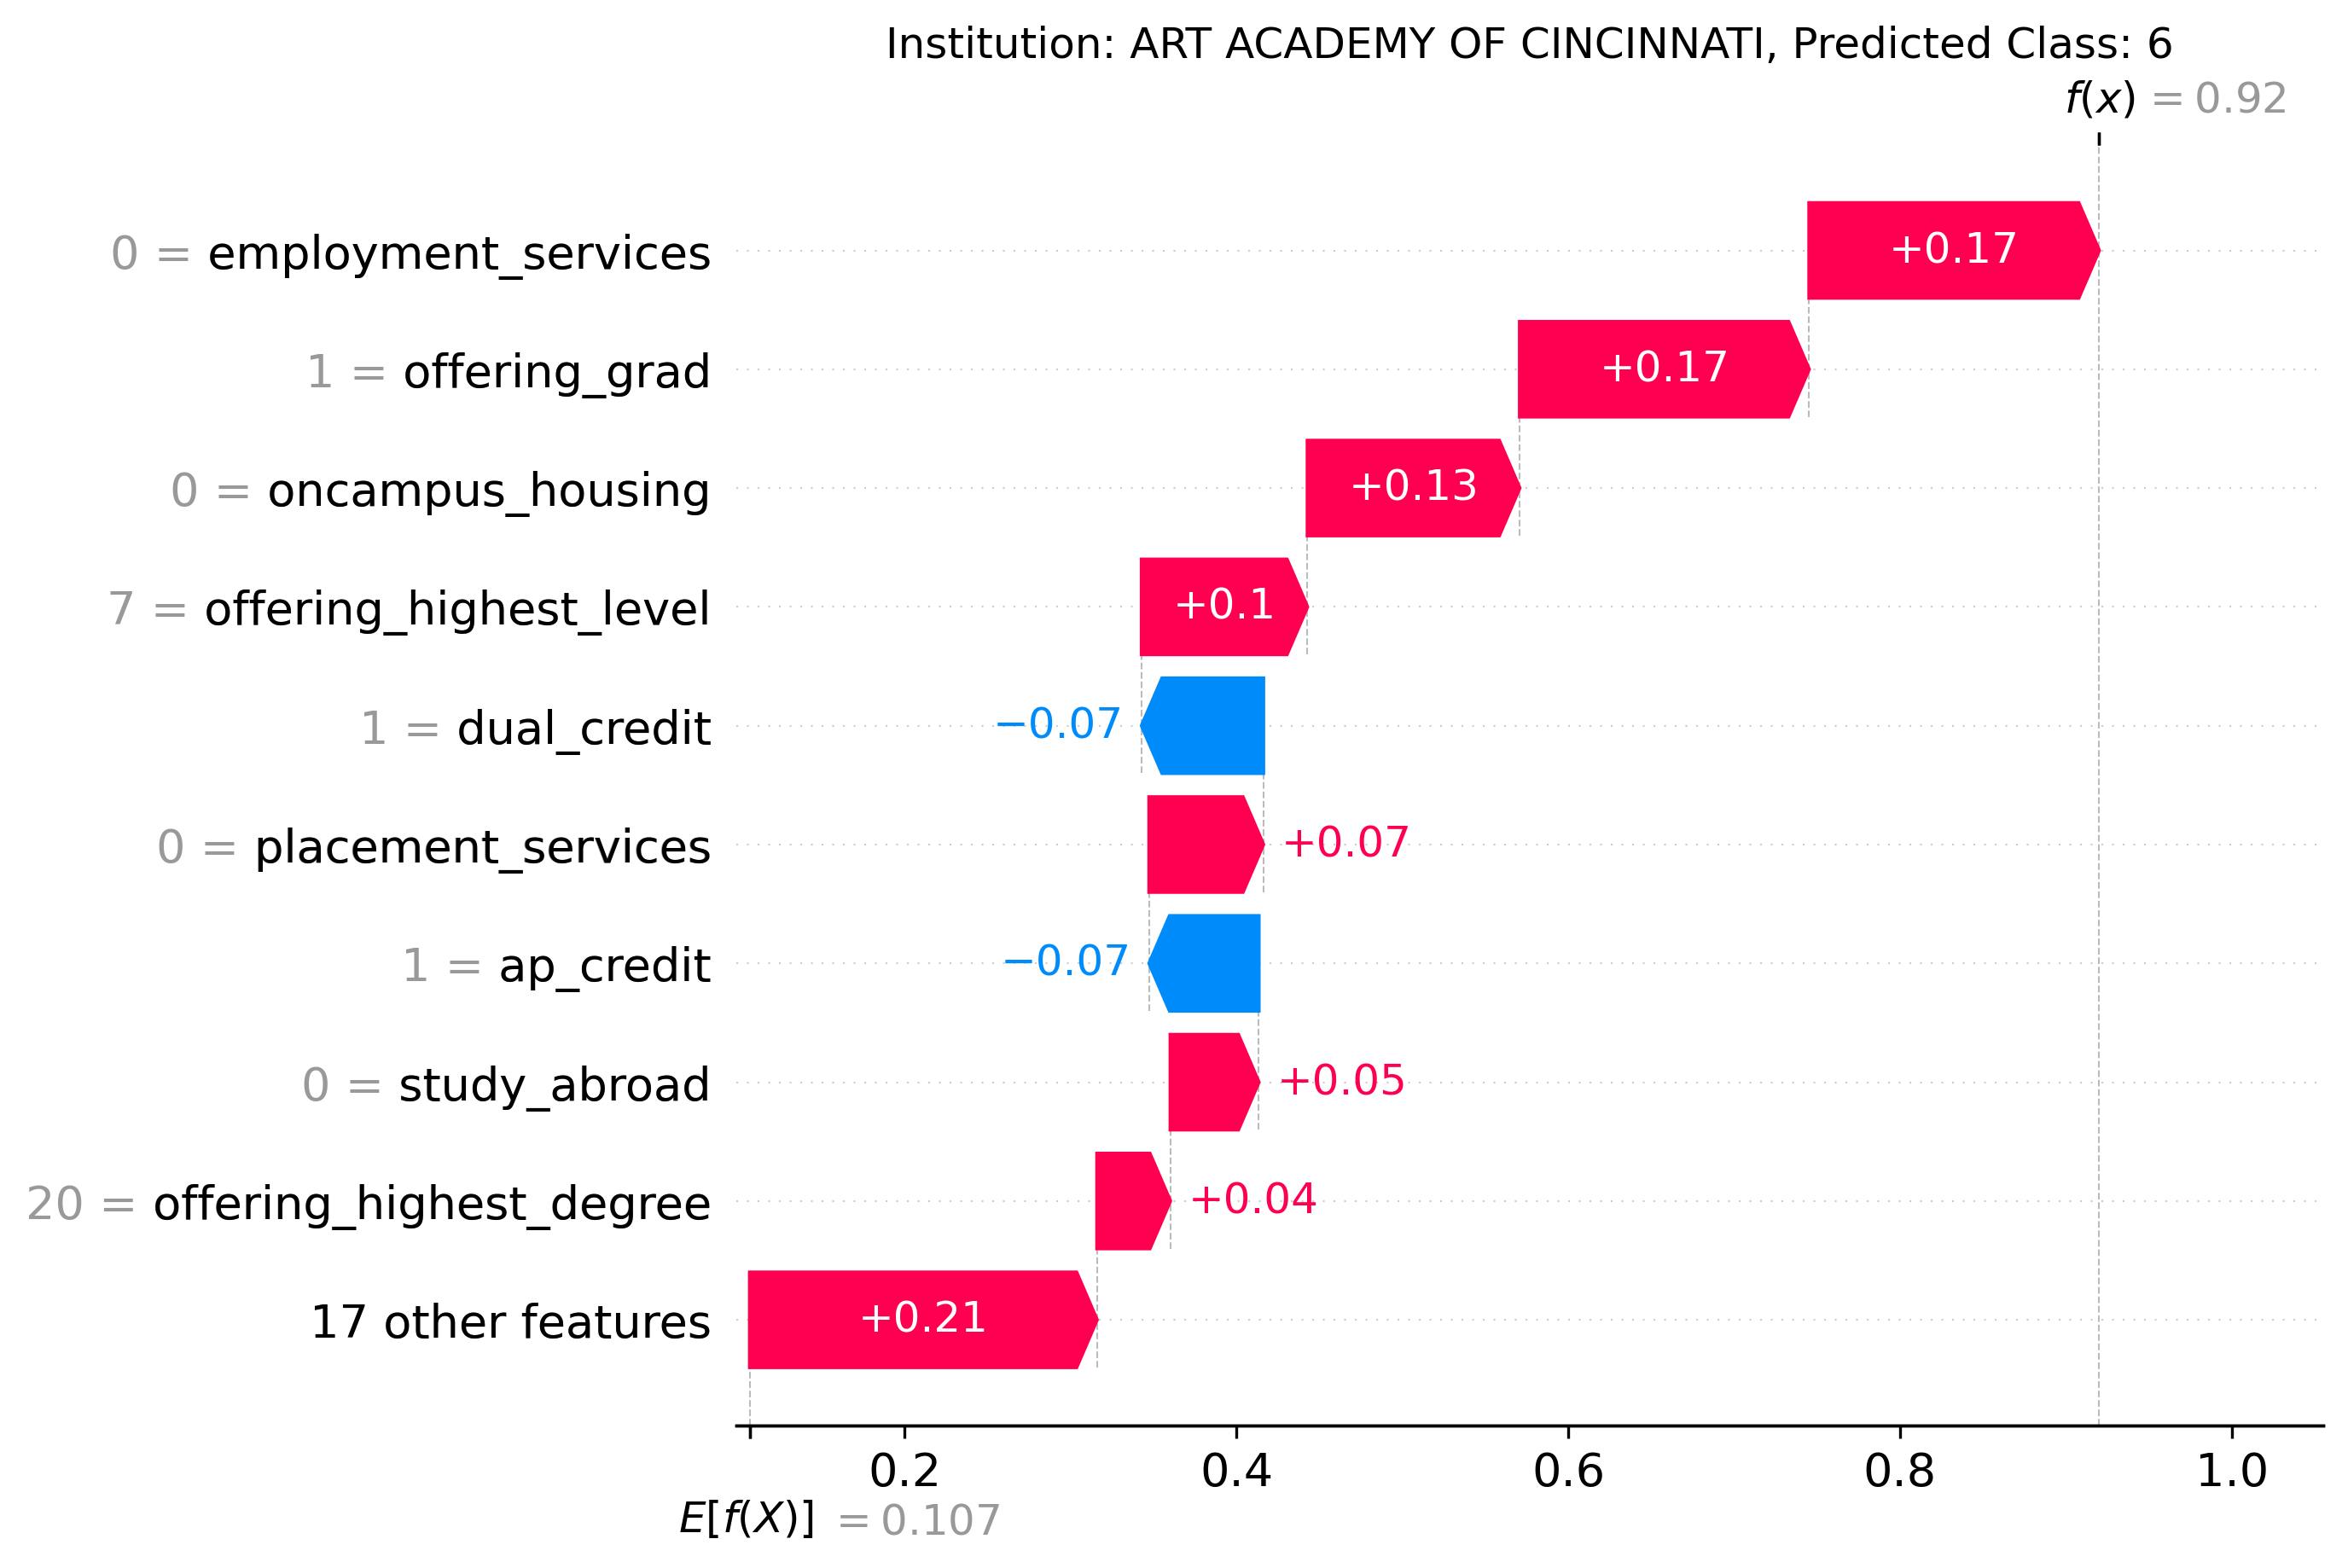 Institution: ART ACADEMY OF CINCINNATI, Predicted Class: 6
f(x) = 0.92
0 = employment_services +0.17
1 = offering_grad +0.17
0 = oncampus_housing +0.13
7 = offering_highest_level +0.1
1 = dual_credit −0.07
0 = placement_services +0.07
1 = ap_credit −0.07
0 = study_abroad +0.05
20 = offering_highest_degree +0.04
17 other features +0.21
0.2 0.4 0.6 0.8 1.0
E[f(X)] = 0.107